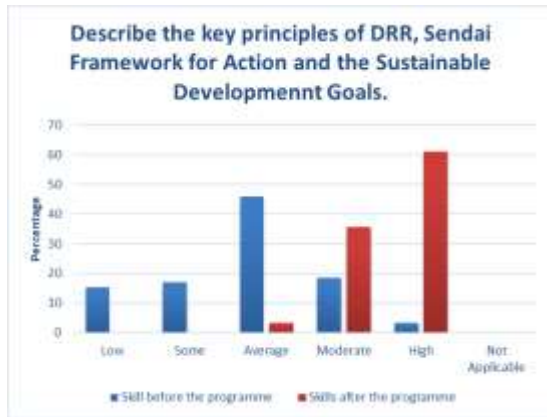 Describe the key principles of DRR, Sendai
Framework for Action and the Sustainable
Developmennt Goals.
70
60
50
40
30
20
10
0
Percentage
Low
Some
Average
Moderate
High
Not
Applicable
Skill before the programme
Skills after the programme